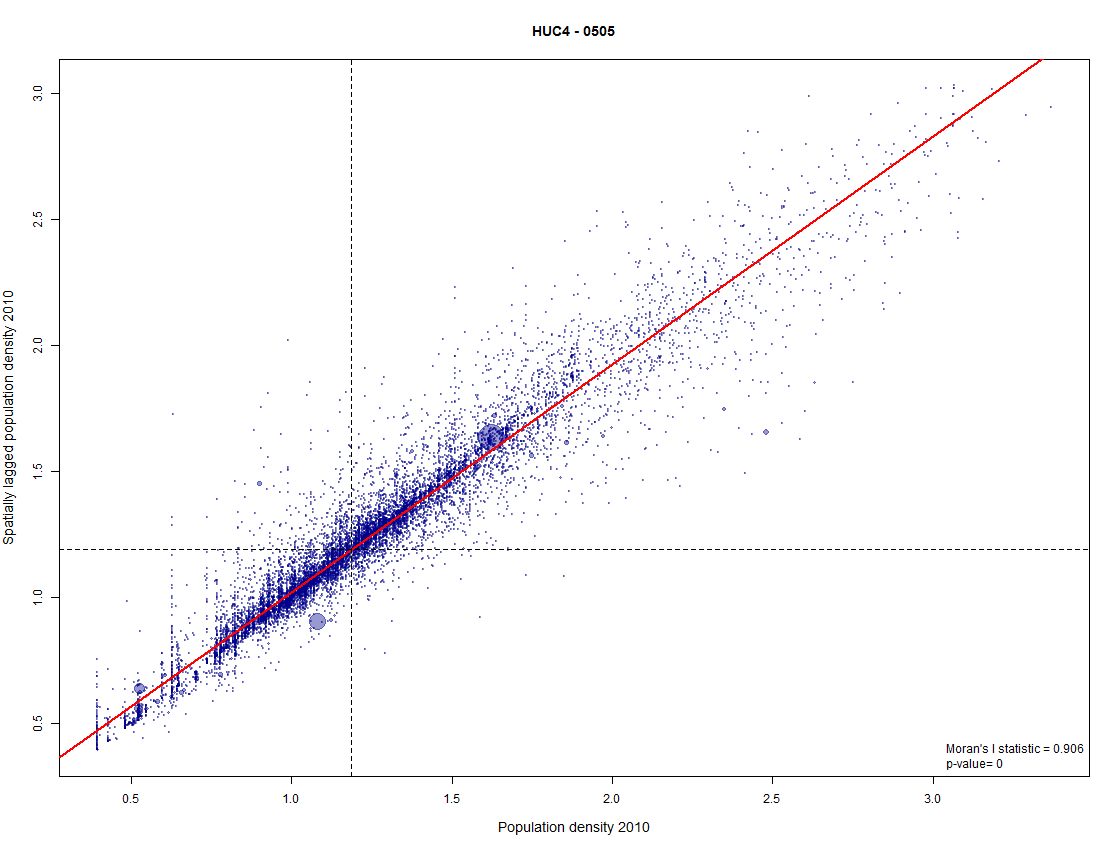 HUC4 - 0505
Spatially lagged population density 2010
3.0
2.5
2.0
1.5
1.0
0.5
Moran's I statistic = 0.906
p-value= 0
0.5 1.0 1.5 2.0 2.5 3.0
Population density 2010